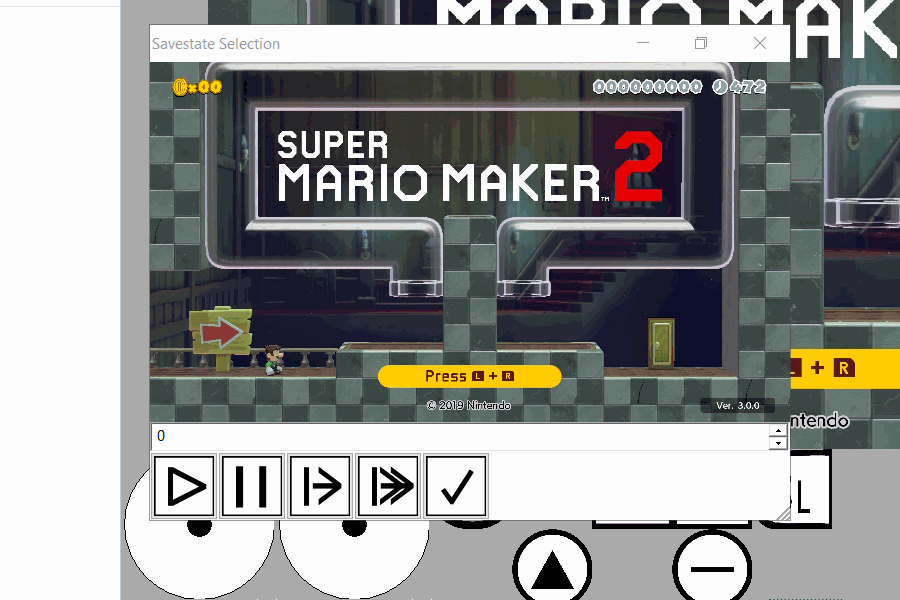 MARIO MAK
Savestate Selection
×00
000000000 472
SUPER
MARIO MAKER™ 2
Press L + R
L + R
© 2019 Nintendo
Ver. 3.0.0
ntendo
0
L